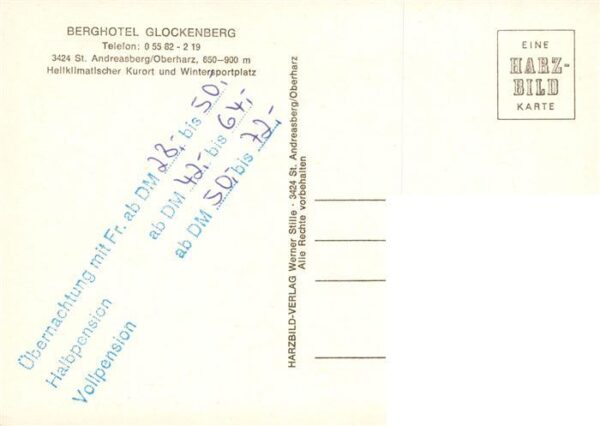 BERGHOTEL GLOCKENBERG
Telefon: 0 55 82 - 2 19
3424 St. Andreasberg/Oberharz, 650—900 m
Heilklimatischer Kurort und Wintersportplatz
Übernachtung mit Fr. ab DM 28,- bis 50,-
Halbpension ab DM 42,- bis 64,-
Vollpension ab DM 50,- bis 72,-
HARZBILD-VERLAG Werner Stille · 3424 St. Andreasberg/Oberharz
Alle Rechte vorbehalten
EINE
HARZ-
BILD
KARTE